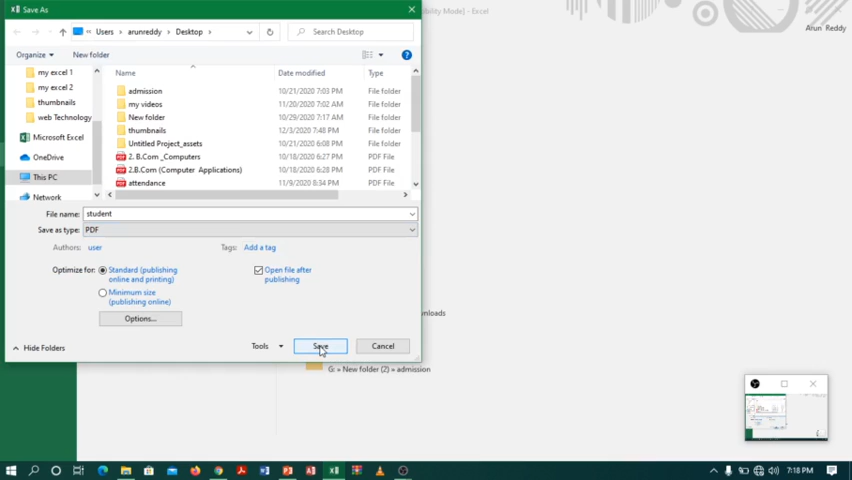 Save As
bility Mode] - Excel
Arun Reddy
Users > arunreddy > Desktop >
Search Desktop
Organize
New folder
Name
Date modified
Type
my excel 1
my excel 2
thumbnails
web Technology
Microsoft Excel
OneDrive
This PC
Network
admission 10/21/2020 7:03 PM File folder
my videos 11/20/2020 7:02 AM File folder
New folder 10/29/2020 7:17 AM File folder
thumbnails 12/3/2020 7:48 PM File folder
Untitled Project_assets 10/21/2020 6:08 PM File folder
2. B.Com _Computers 10/18/2020 6:27 PM PDF File
2.B.Com (Computer Applications) 10/18/2020 6:28 PM PDF File
attendance 11/9/2020 6:34 PM PDF File
File name: student
Save as type: PDF
Authors: user
Tags: Add a tag
Optimize for:
Standard (publishing
online and printing)
Minimum size
(publishing online)
Open file after
publishing
Options...
ownloads
Hide Folders
Tools
Save
Cancel
G: » New folder (2) » admission
7:18 PM